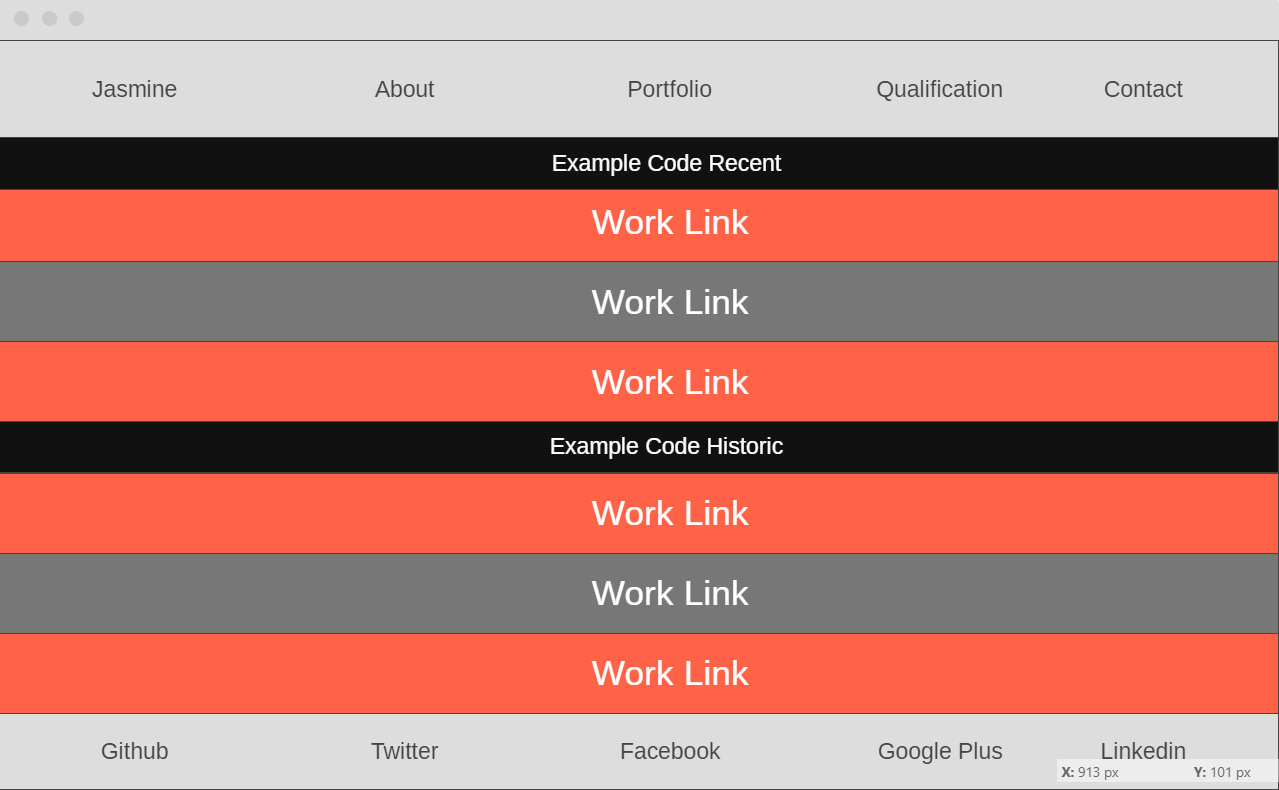 Jasmine About Portfolio Qualification Contact
Example Code Recent
Work Link
Work Link
Work Link
Example Code Historic
Work Link
Work Link
Work Link
Github Twitter Facebook Google Plus Linkedin
X: 913 px Y: 101 px